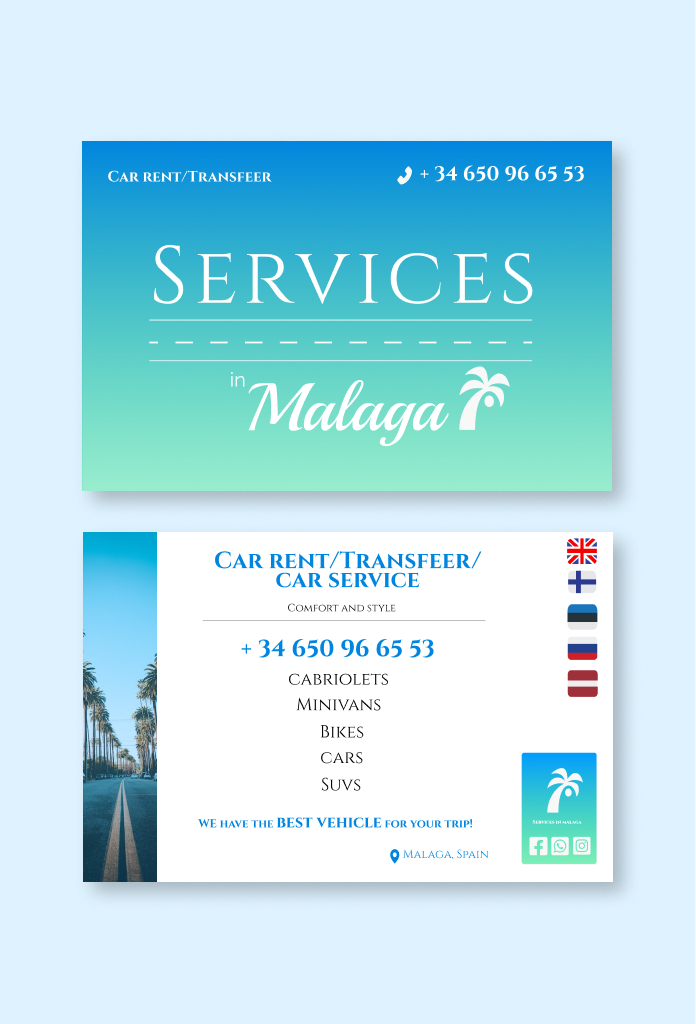 Car rent/Transfeer
+ 34 650 96 65 53
Services
in Malaga
Car rent/Transfeer/
car service
Comfort and style
+ 34 650 96 65 53
cabriolets
Minivans
Bikes
cars
Suvs
we have the best vehicle for your trip!
Malaga, Spain
Services in malaga